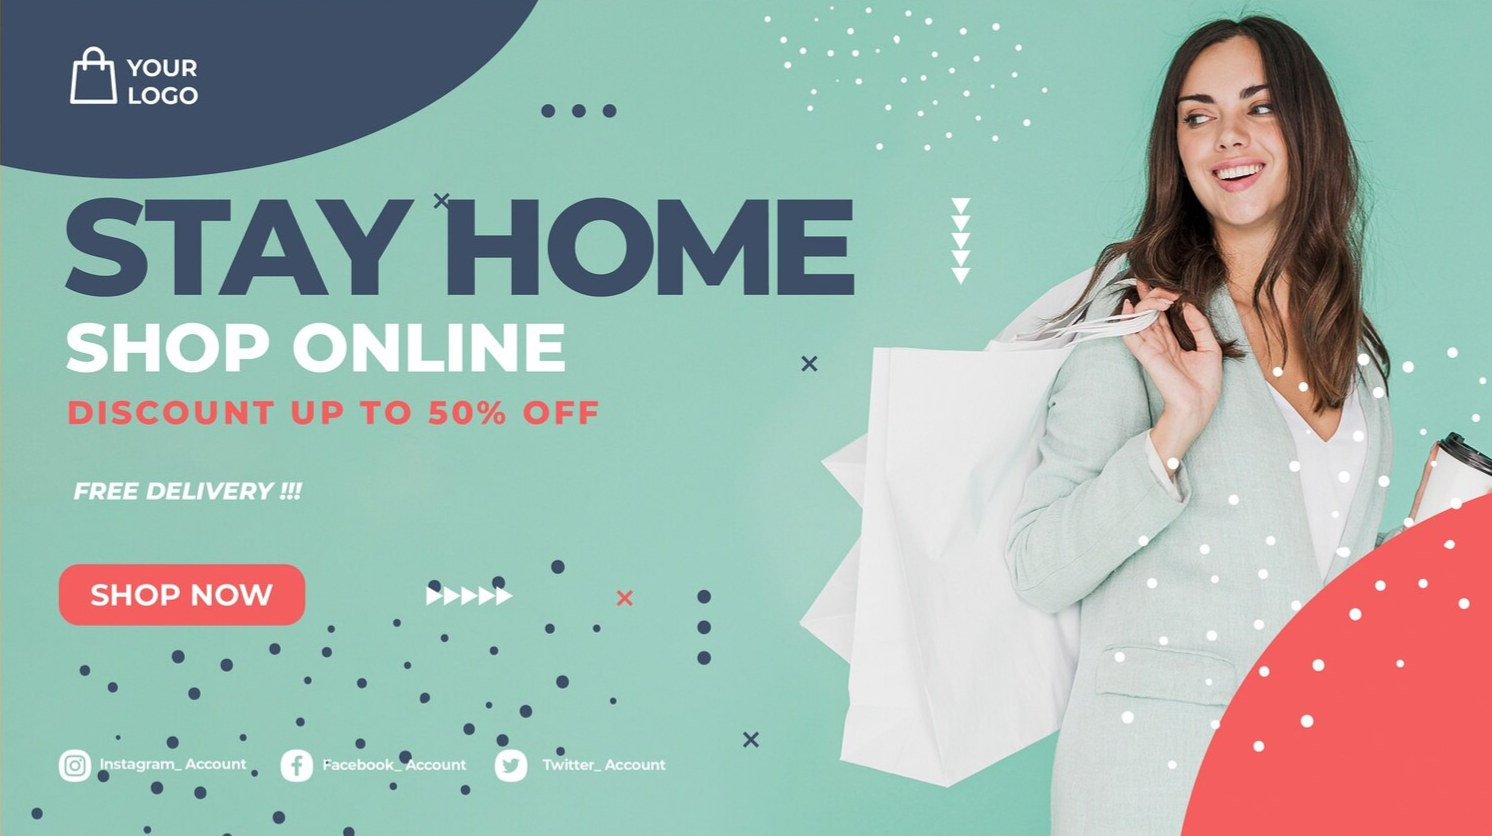 YOUR
LOGO
STAY HOME
SHOP ONLINE
DISCOUNT UP TO 50% OFF
FREE DELIVERY !!!
SHOP NOW
Instagram_ Account
Facebook_ Account
Twitter_ Account